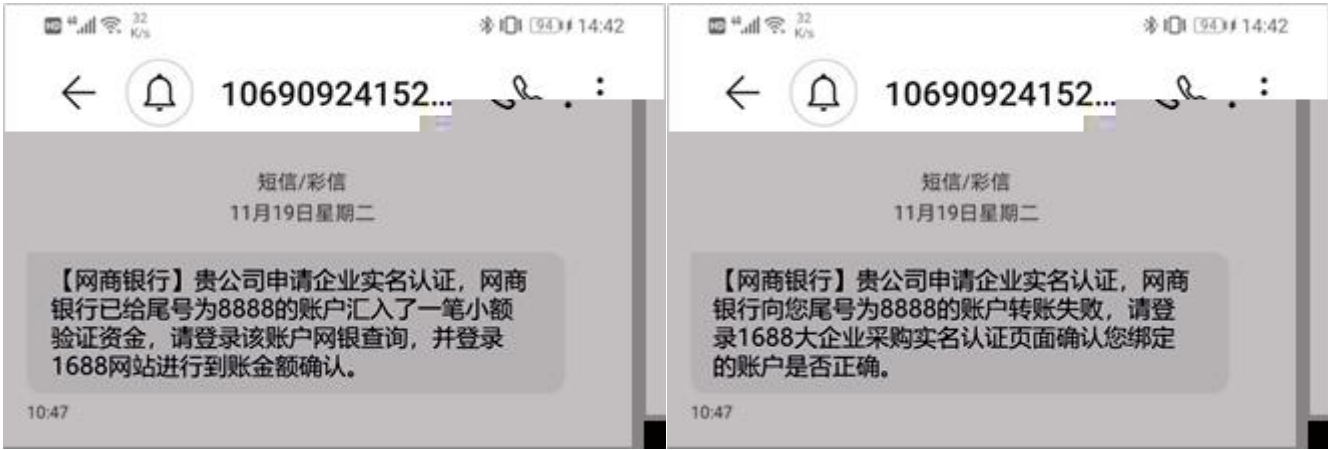 HD 4G 32 K/s 94 14:42
10690924152...
短信/彩信
11月19日星期二
【网商银行】贵公司申请企业实名认证，网商
银行已给尾号为8888的账户汇入了一笔小额
验证资金，请登录该账户网银查询，并登录
1688网站进行到账金额确认。
10:47
HD 4G 32 K/s 94 14:42
10690924152...
短信/彩信
11月19日星期二
【网商银行】贵公司申请企业实名认证，网商
银行向您尾号为8888的账户转账失败，请登
录1688大企业采购实名认证页面确认您绑定
的账户是否正确。
10:47